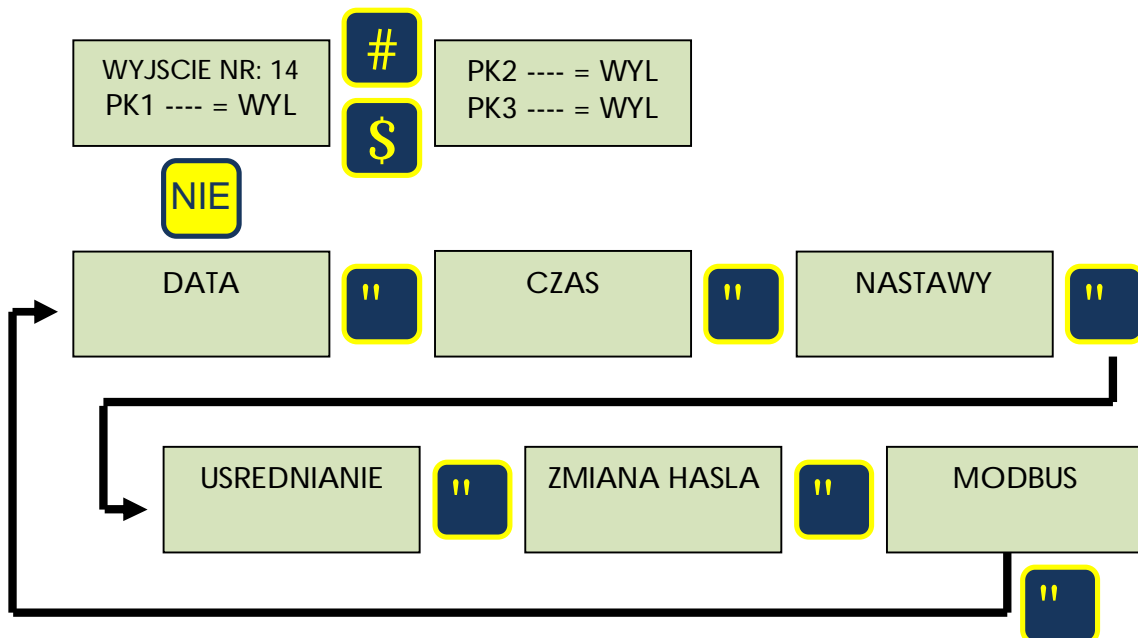 WYJSCIE NR: 14
PK1 ---- = WYL
#
$
PK2 ---- = WYL
PK3 ---- = WYL
NIE
DATA
"
CZAS
"
NASTAWY
"
USREDNIANIE
"
ZMIANA HASLA
"
MODBUS
"